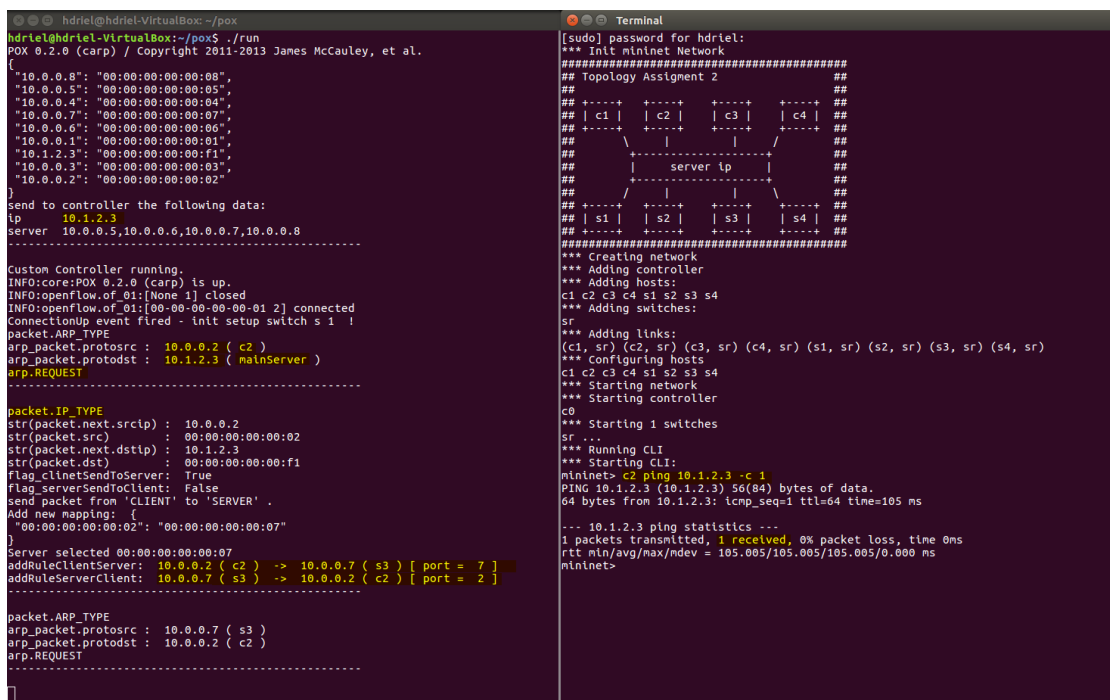 hdriel@hdriel-VirtualBox: ~/pox
hdriel@hdriel-VirtualBox:~/pox$ ./run
POX 0.2.0 (carp) / Copyright 2011-2013 James McCauley, et al.
{
 "10.0.0.8": "00:00:00:00:00:08",
 "10.0.0.5": "00:00:00:00:00:05",
 "10.0.0.4": "00:00:00:00:00:04",
 "10.0.0.7": "00:00:00:00:00:07",
 "10.0.0.6": "00:00:00:00:00:06",
 "10.0.0.1": "00:00:00:00:00:01",
 "10.1.2.3": "00:00:00:00:00:f1",
 "10.0.0.3": "00:00:00:00:00:03",
 "10.0.0.2": "00:00:00:00:00:02"
}
send to controller the following data:
ip      10.1.2.3
server  10.0.0.5,10.0.0.6,10.0.0.7,10.0.0.8
----------------------------------------------------
Custom Controller running.
INFO:core:POX 0.2.0 (carp) is up.
INFO:openflow.of_01:[None 1] closed
INFO:openflow.of_01:[00-00-00-00-00-01 2] connected
ConnectionUp event fired - init setup switch s 1  !
packet.ARP_TYPE
arp_packet.protosrc :  10.0.0.2 ( c2 )
arp_packet.protodst :  10.1.2.3 ( mainServer )
arp.REQUEST
----------------------------------------------------
packet.IP_TYPE
str(packet.next.srcip) :  10.0.0.2
str(packet.src)        :  00:00:00:00:00:02
str(packet.next.dstip) :  10.1.2.3
str(packet.dst)        :  00:00:00:00:00:f1
flag_clinetSendToServer:  True
flag_serverSendToClient:  False
send packet from 'CLIENT' to 'SERVER' .
Add new mapping:  {
 "00:00:00:00:00:02": "00:00:00:00:00:07"
}
Server selected 00:00:00:00:00:07
addRuleClientServer:  10.0.0.2 ( c2 )  ->  10.0.0.7 ( s3 ) [ port =  7 ]
addRuleServerClient:  10.0.0.7 ( s3 )  ->  10.0.0.2 ( c2 ) [ port =  2 ]
----------------------------------------------------
packet.ARP_TYPE
arp_packet.protosrc :  10.0.0.7 ( s3 )
arp_packet.protodst :  10.0.0.2 ( c2 )
arp.REQUEST
----------------------------------------------------
Terminal
[sudo] password for hdriel:
*** Init mininet Network
##########################################
## Topology Assigment 2                 ##
##                                      ##
## +----+   +----+    +----+    +----+  ##
## | c1 |   | c2 |    | c3 |    | c4 |  ##
## +----+   +----+    +----+    +----+  ##
##       \     |         |     /        ##
##        +-------------------+         ##
##        |     server ip     |         ##
##        +-------------------+         ##
##       /     |         |     \        ##
## +----+   +----+    +----+    +----+  ##
## | s1 |   | s2 |    | s3 |    | s4 |  ##
## +----+   +----+    +----+    +----+  ##
##########################################
*** Creating network
*** Adding controller
*** Adding hosts:
c1 c2 c3 c4 s1 s2 s3 s4
*** Adding switches:
sr
*** Adding links:
(c1, sr) (c2, sr) (c3, sr) (c4, sr) (s1, sr) (s2, sr) (s3, sr) (s4, sr)
*** Configuring hosts
c1 c2 c3 c4 s1 s2 s3 s4
*** Starting network
*** Starting controller
c0
*** Starting 1 switches
sr ...
*** Running CLI
*** Starting CLI:
mininet> c2 ping 10.1.2.3 -c 1
PING 10.1.2.3 (10.1.2.3) 56(84) bytes of data.
64 bytes from 10.1.2.3: icmp_seq=1 ttl=64 time=105 ms
--- 10.1.2.3 ping statistics ---
1 packets transmitted, 1 received, 0% packet loss, time 0ms
rtt min/avg/max/mdev = 105.005/105.005/105.005/0.000 ms
mininet>